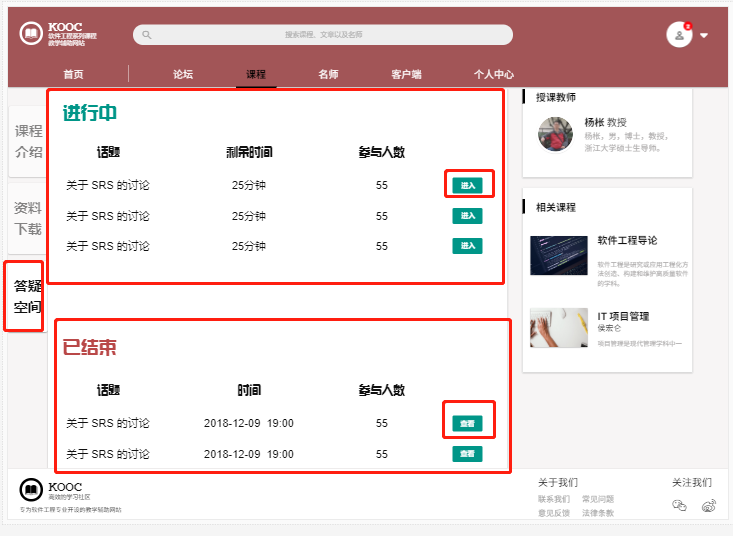 KOOC
软件工程系列课程
教学辅助网站
搜索课程、文章以及名师
首页
论坛
课程
名师
客户端
个人中心
课程
介绍
资料
下载
答疑
空间
进行中
话题 剩余时间 参与人数
关于 SRS 的讨论 25分钟 55 进入
关于 SRS 的讨论 25分钟 55 进入
关于 SRS 的讨论 25分钟 55 进入
已结束
话题 时间 参与人数
关于 SRS 的讨论 2018-12-09 19:00 55 查看
关于 SRS 的讨论 2018-12-09 19:00 55 查看
授课教师
杨枨 教授
杨枨，男，博士，教授，
浙江大学硕士生导师。
相关课程
软件工程导论
软件工程是研究或应用工程化方
法创造、构建和维护高质量软件
的学科。
IT 项目管理
侯宏仑
项目管理是现代管理学科中一
KOOC
高效的学习社区
专为软件工程专业开设的教学辅助网站
关于我们
联系我们 常见问题
意见反馈 法律条款
关注我们